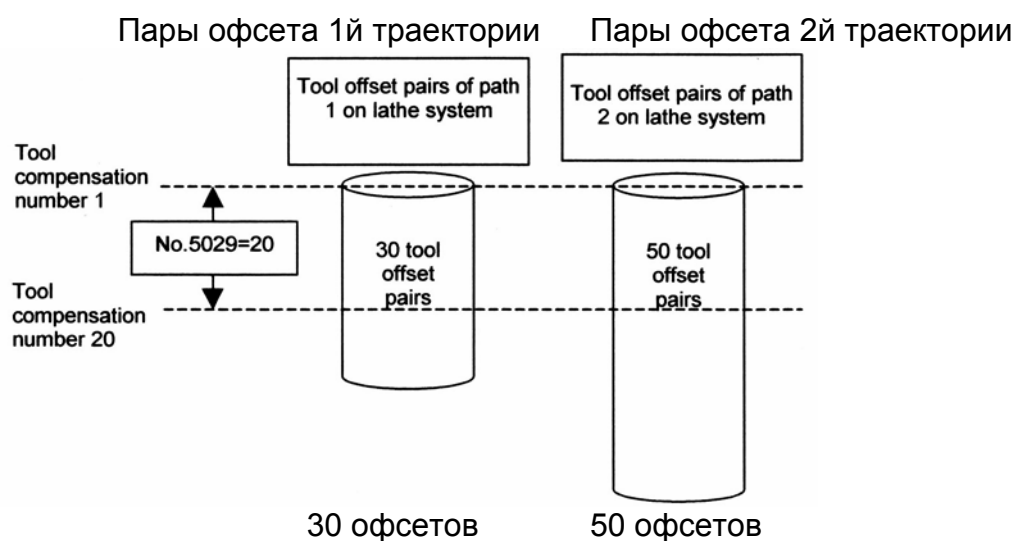 Пары офсета 1й траектории
Пары офсета 2й траектории
Tool offset pairs of path
1 on lathe system
Tool offset pairs of path
2 on lathe system
Tool
compensation
number 1
No.5029=20
30 tool
offset
pairs
50 tool
offset
pairs
Tool
compensation
number 20
30 офсетов
50 офсетов